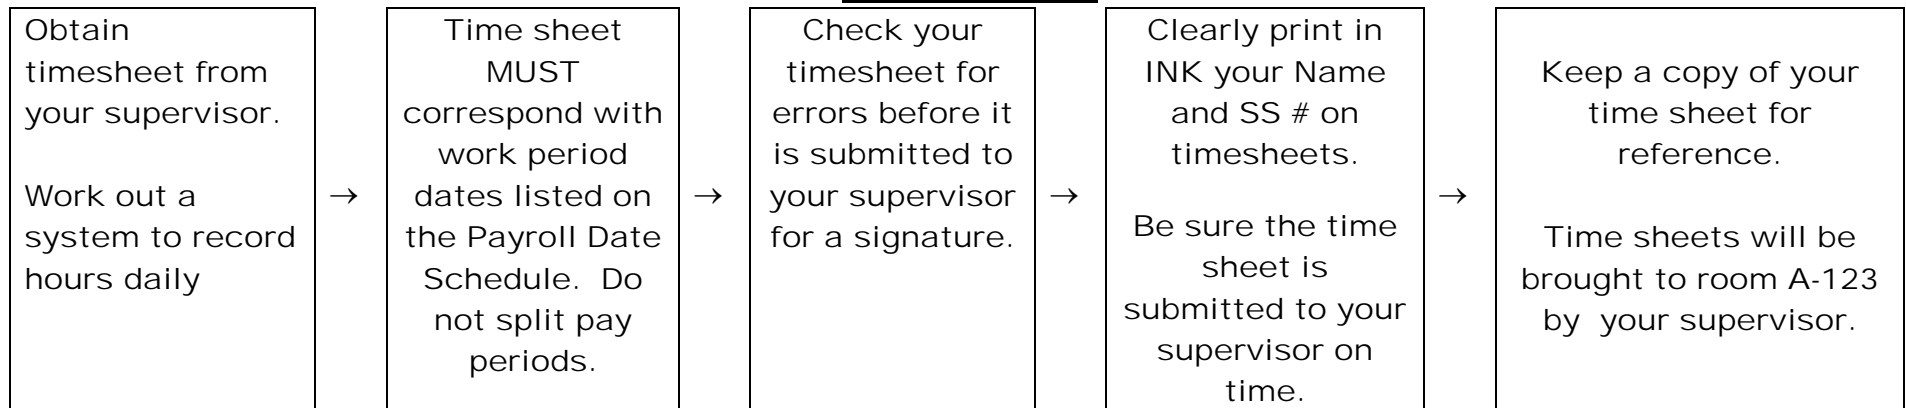 Obtain
timesheet from
your supervisor.
Work out a
system to record
hours daily
→
Time sheet
MUST
correspond with
work period
dates listed on
the Payroll Date
Schedule.  Do
not split pay
periods.
→
Check your
timesheet for
errors before it
is submitted to
your supervisor
for a signature.
→
Clearly print in
INK your Name
and SS # on
timesheets.
Be sure the time
sheet is
submitted to your
supervisor on
time.
→
Keep a copy of your
time sheet for
reference.
Time sheets will be
brought to room A-123
by  your supervisor.